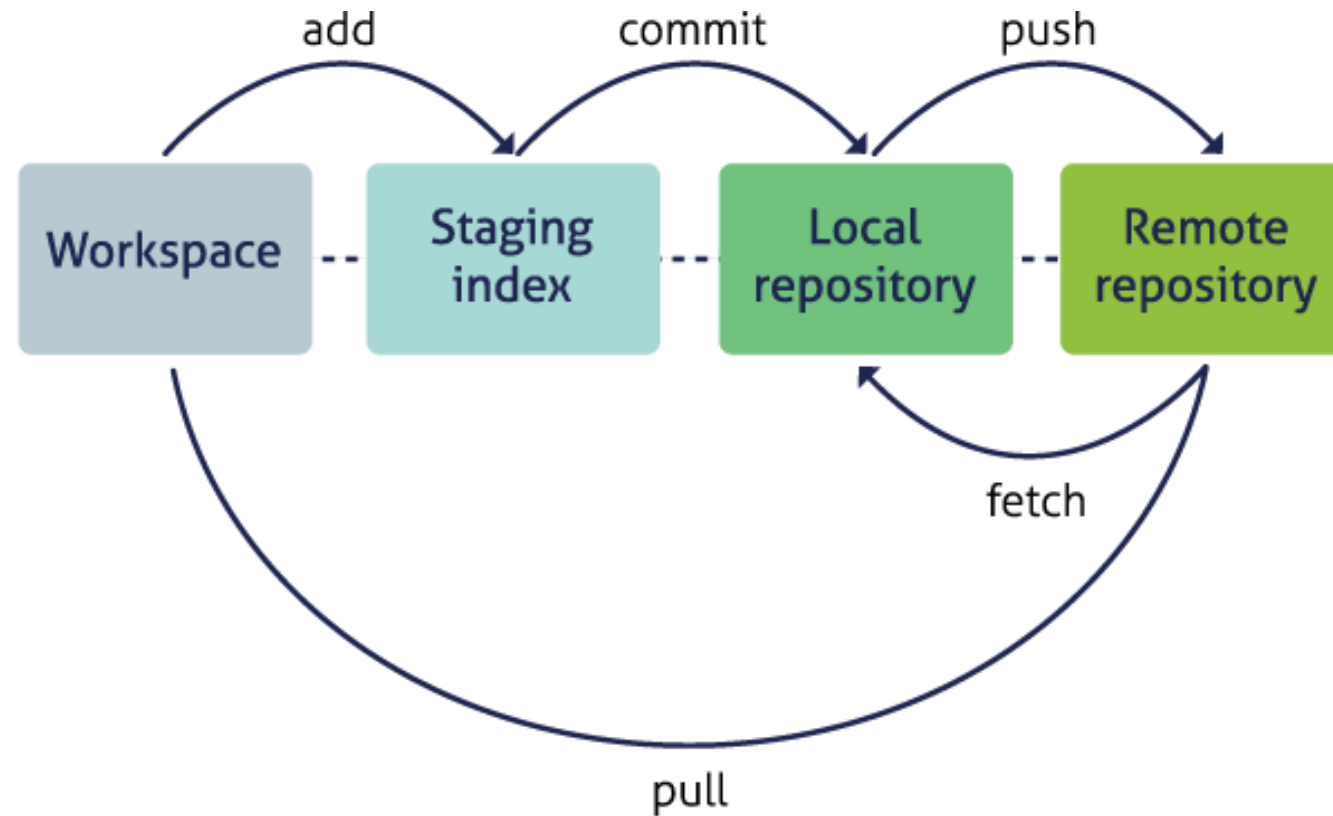 add
commit
push
Workspace
Staging
index
Local
repository
Remote
repository
fetch
pull